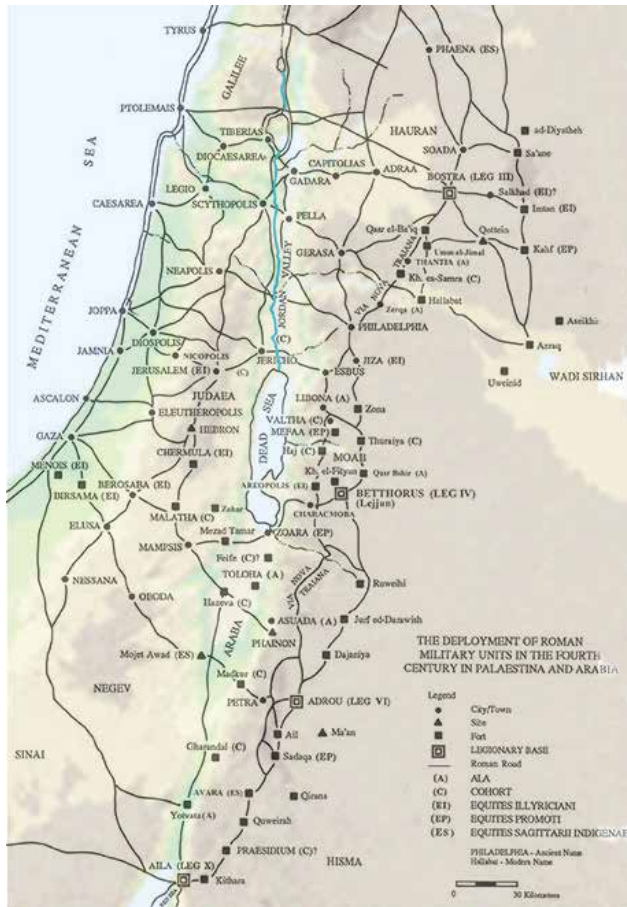 TYRUS
PHAENA (ES)
GALILEE
PTOLEMAIS
ad-Diyatheh
HAURAN
TIBERIAS
SOADA
Sa'ane
DIOCAESAREA
CAPITOLIAS
ADRAA
GADARA
BOSTRA (LEG III)
LEGIO
Salkhad (EI)?
CAESAREA
SCYTHOPOLIS
Imtan (EI)
PELLA
MEDITERRANEAN SEA
Qasr el-Ba'iq
Qottein
GERASA
Umm el-Jimal
Kahf (EP)
THANTIA (A)
NEAPOLIS
JORDAN VALLEY
VIA NOVA TRAIANA
Kh. es-Samra (C)
Hallabat
Zerqa (A)
JOPPA
PHILADELPHIA
Aseikhin
DIOSPOLIS
(C)
JAMNIA
NICOPOLIS
JERICHO
Azraq
JERUSALEM (EI)
(C)
JIZA (EI)
ESBUS
Uweinid
WADI SIRHAN
ASCALON
JUDAEA
LIBONA (A)
ELEUTHEROPOLIS
DEAD SEA
Zona
VALTHA (C)
GAZA
HEBRON
MEFAA (EP)
Thuraiya (C)
CHERMULA (EI)
Haj (C)
MOAB
MENOIS (EI)
Kh. el-Fityan
Qasr Bshir (A)
BEROSABA (EI)
AREOPOLIS (EI)
BIRSAMA (EI)
BETTHORUS (LEG IV)
(Lejjun)
MALATHA (C)
Zohar
CHARACMOBA
ELUSA
Mezad Tamar
ZOARA (EP)
MAMPSIS
Feife (C)?
NESSANA
TOLOHA (A)
VIA NOVA TRAIANA
Ruweihi
OBODA
Hazeva (C)
ASUADA (A)
Jurf ed-Darawish
PHAINON
ARABA
Mojet Awad (ES)
Dajaniya
NEGEV
Madkur (C)
PETRA
ADROU (LEG VI)
SINAI
Ail
Ma'an
Gharandal (C)
Sadaqa (EP)
AVARA (ES)
Qirana
Yotvata (A)
Quweirah
PRAESIDIUM (C)?
HISMA
AILA (LEG X)
Kithara
RED SEA
THE DEPLOYMENT OF ROMAN
MILITARY UNITS IN THE FOURTH
CENTURY IN PALAESTINA AND ARABIA
Legend
City/Town
Site
Fort
LEGIONARY BASE
Roman Road
(A) ALA
(C) COHORT
(EI) EQUITES ILLYRICIANI
(EP) EQUITES PROMOTI
(ES) EQUITES SAGITTARII INDIGENAE
PHILADELPHIA - Ancient Name
Hallabat - Modern Name
0 30 Kilometers